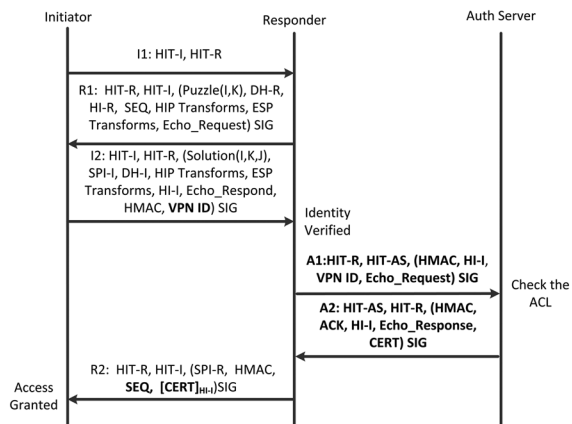 Initiator
Responder
Auth Server
I1: HIT-I, HIT-R
R1: HIT-R, HIT-I, (Puzzle(I,K), DH-R,
HI-R, SEQ, HIP Transforms, ESP
Transforms, Echo_Request) SIG
I2: HIT-I, HIT-R, (Solution(I,K,J),
SPI-I, DH-I, HIP Transforms, ESP
Transforms, HI-I, Echo_Respond,
HMAC, VPN ID) SIG
Identity
Verified
A1:HIT-R, HIT-AS, (HMAC, HI-I,
VPN ID, Echo_Request) SIG
Check the
ACL
A2: HIT-AS, HIT-R, (HMAC,
ACK, HI-I, Echo_Response,
CERT) SIG
R2: HIT-R, HIT-I, (SPI-R, HMAC,
SEQ, [CERT]HI-I)SIG
Access
Granted